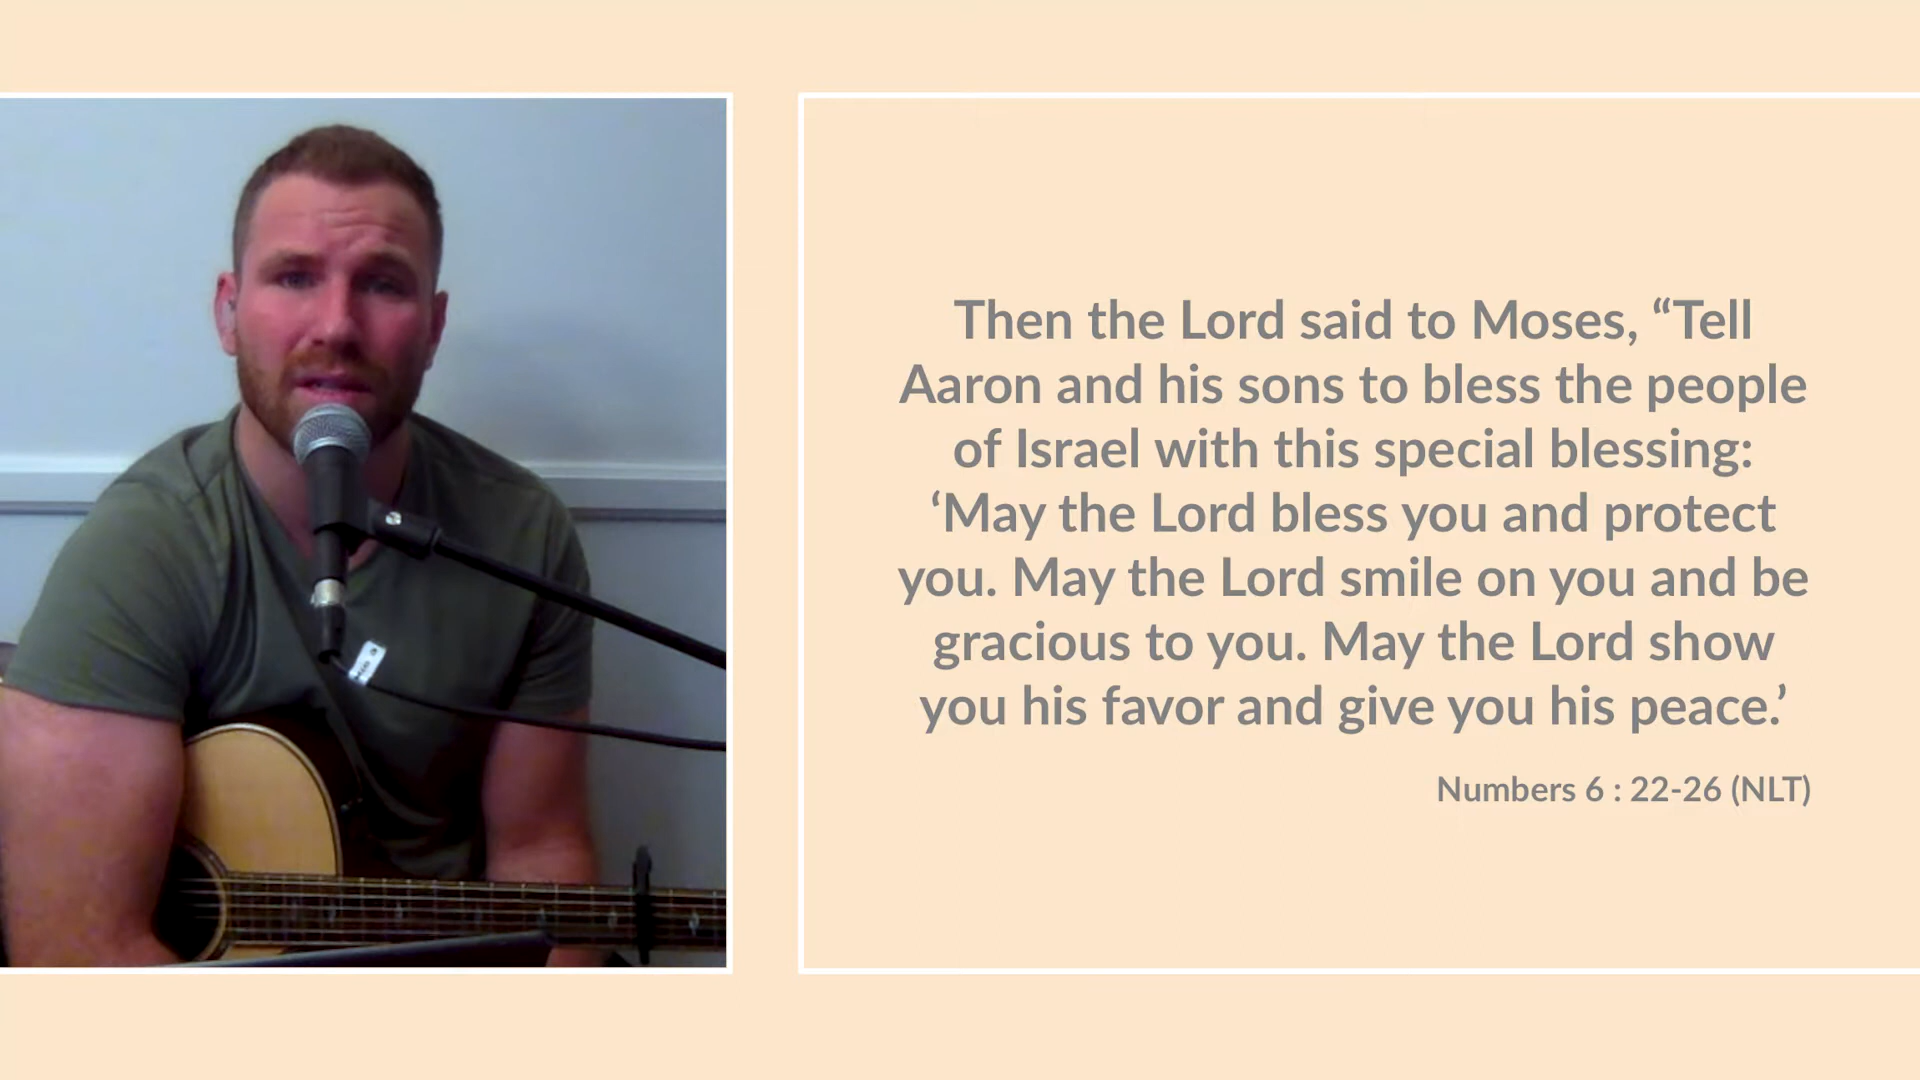 Then the Lord said to Moses, “Tell
Aaron and his sons to bless the people
of Israel with this special blessing:
‘May the Lord bless you and protect
you. May the Lord smile on you and be
gracious to you. May the Lord show
you his favor and give you his peace.’
Numbers 6 : 22-26 (NLT)